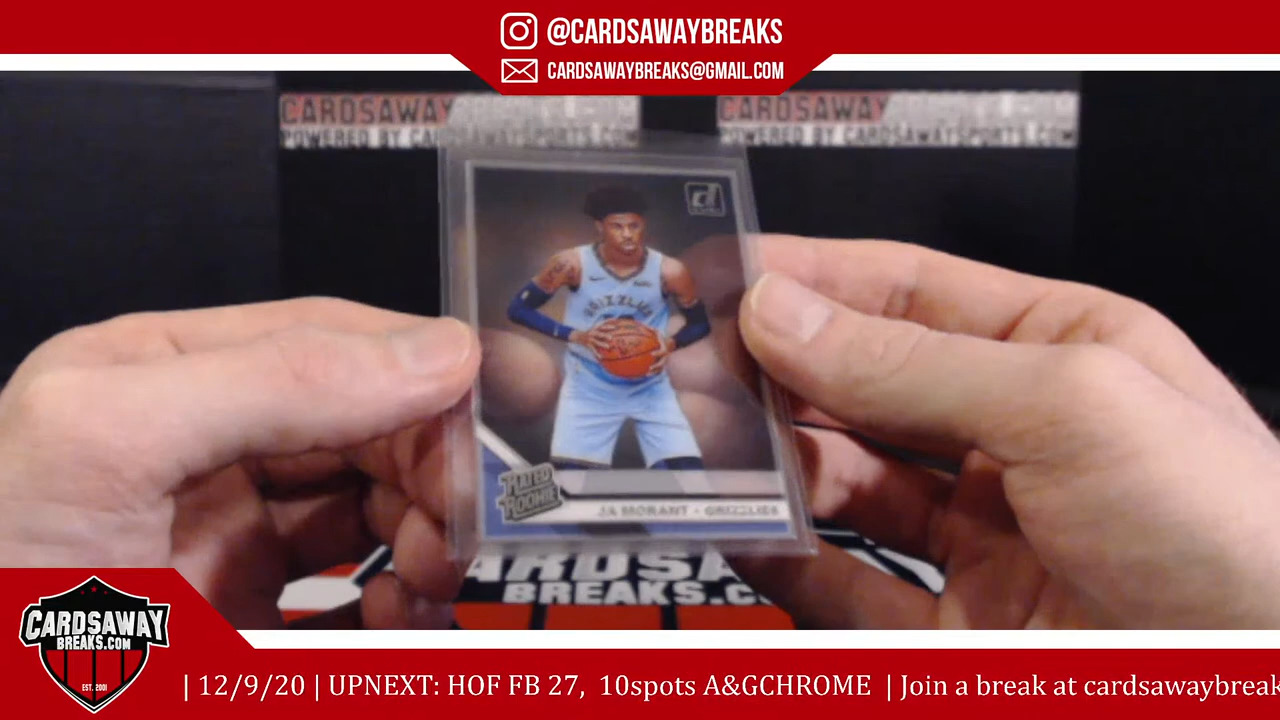 @CARDSAWAYBREAKS
CARDSAWAYBREAKS@GMAIL.COM
CARDSAWAY
POWERED BY CARDSAWAYSPORTS.COM
CARDSAWAY
POWERED BY CARDSAWAYSPORTS.COM
d
GRIZZLIES
RATED
ROOKIE
JA MORANT - GRIZZLIES
CARDSA
BREAKS.C
CARDSAWAY
BREAKS.COM
EST. 2001
| 12/9/20 | UPNEXT: HOF FB 27, 10spots A&GCHROME | Join a break at cardsawaybreak